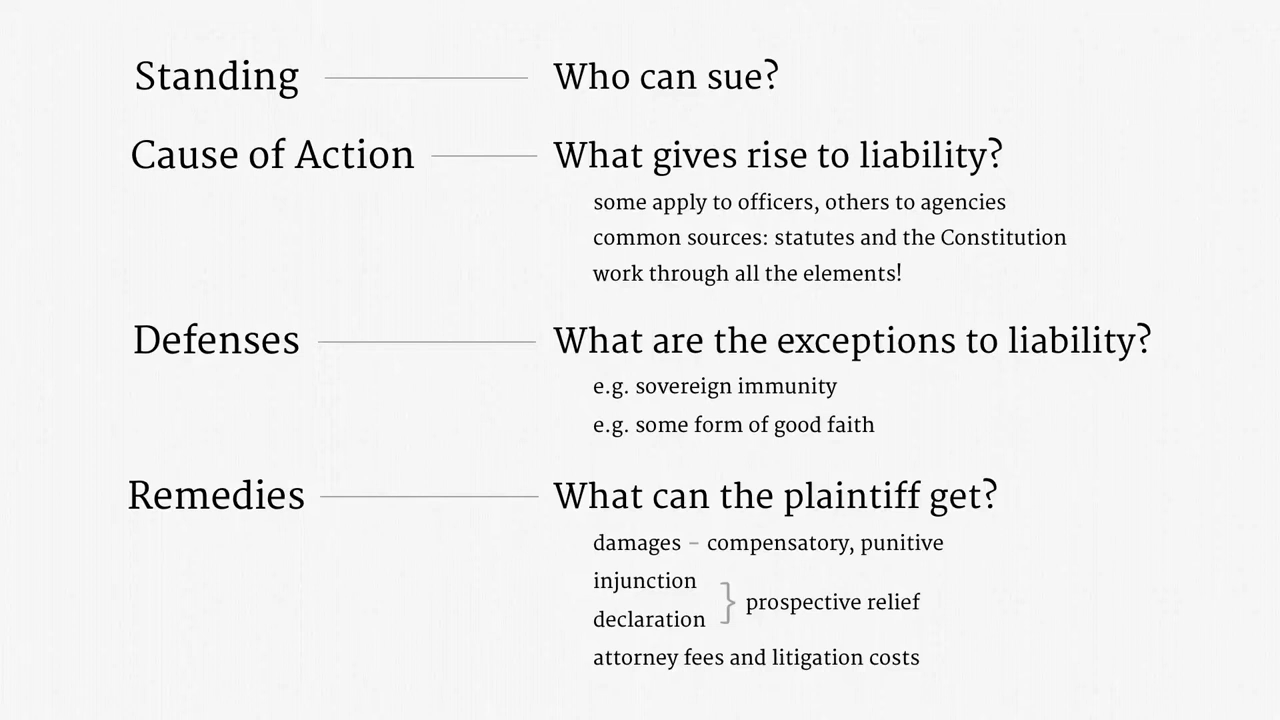 Standing Who can sue?
Cause of Action What gives rise to liability?
some apply to officers, others to agencies
common sources: statutes and the Constitution
work through all the elements!
Defenses What are the exceptions to liability?
e.g. sovereign immunity
e.g. some form of good faith
Remedies What can the plaintiff get?
damages – compensatory, punitive
injunction
declaration } prospective relief
attorney fees and litigation costs